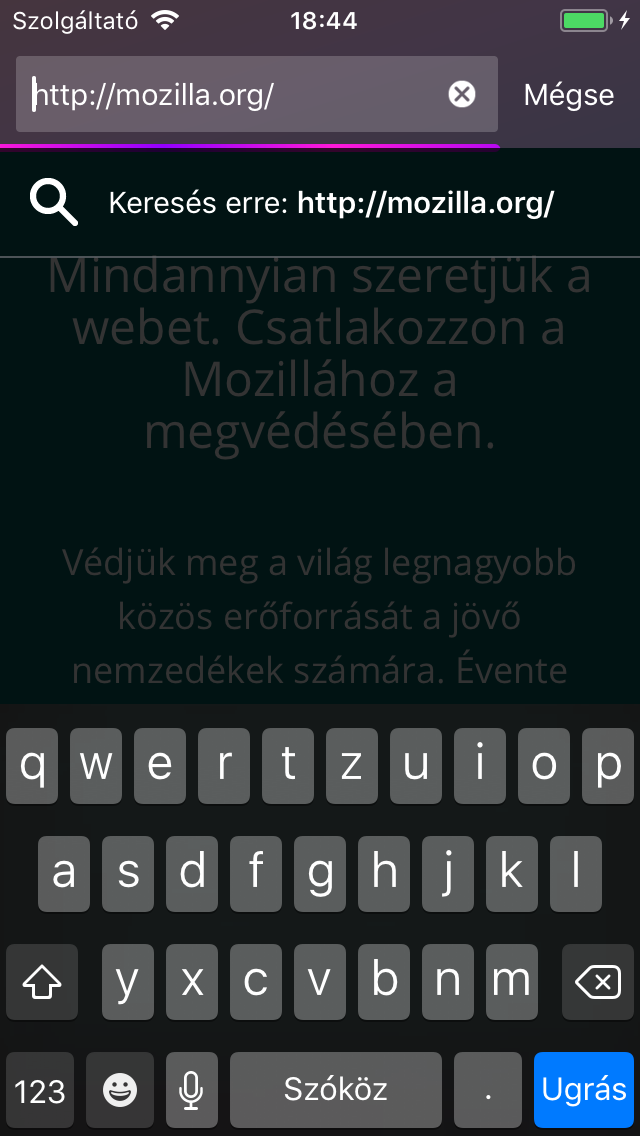 Szolgáltató 18:44
http://mozilla.org/ Mégse
Keresés erre: http://mozilla.org/
Mindannyian szeretjük a
webet. Csatlakozzon a
Mozillához a
megvédésében.
Védjük meg a világ legnagyobb
közös erőforrását a jövő
nemzedékek számára. Évente
q w e r t z u i o p
a s d f g h j k l
y x c v b n m
123 Szóköz . Ugrás